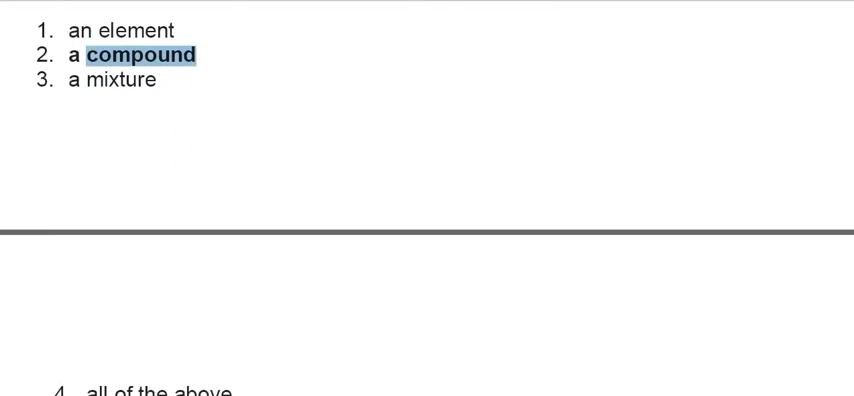 1. an element
2. a compound
3. a mixture
4. all of the above